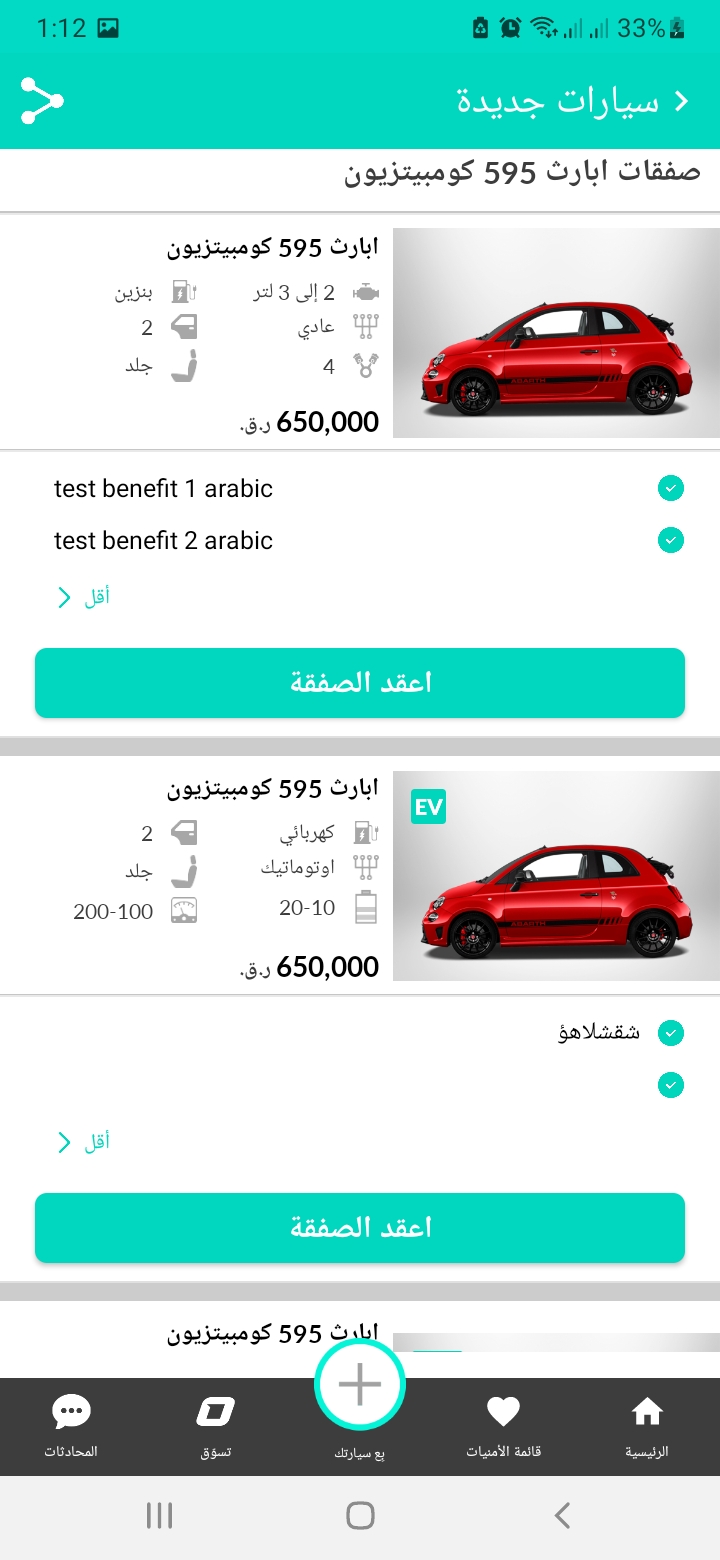 1:12 33%
سيارات جديدة
صفقات ابارث 595 كومبيتزيون
ابارث 595 كومبيتزيون
2 إلى 3 لتر بنزين
عادي 2
4 جلد
650,000 ر.ق.
test benefit 1 arabic
test benefit 2 arabic
أقل
اعقد الصفقة
ابارث 595 كومبيتزيون
EV
كهربائي 2
اوتوماتيك جلد
20-10 200-100
650,000 ر.ق.
شقشلاهؤ
أقل
اعقد الصفقة
ابارث 595 كومبيتزيون
الرئيسية قائمة الأمنيات بِع سيارتك تسوّق المحادثات